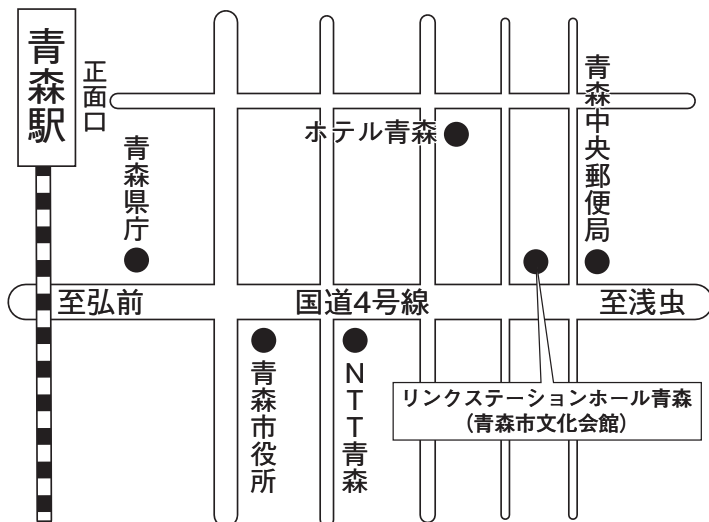 青森駅
正面口
青森県庁
ホテル青森
青森中央郵便局
至弘前
国道4号線
至浅虫
青森市役所
NTT青森
リンクステーションホール青森
(青森市文化会館)